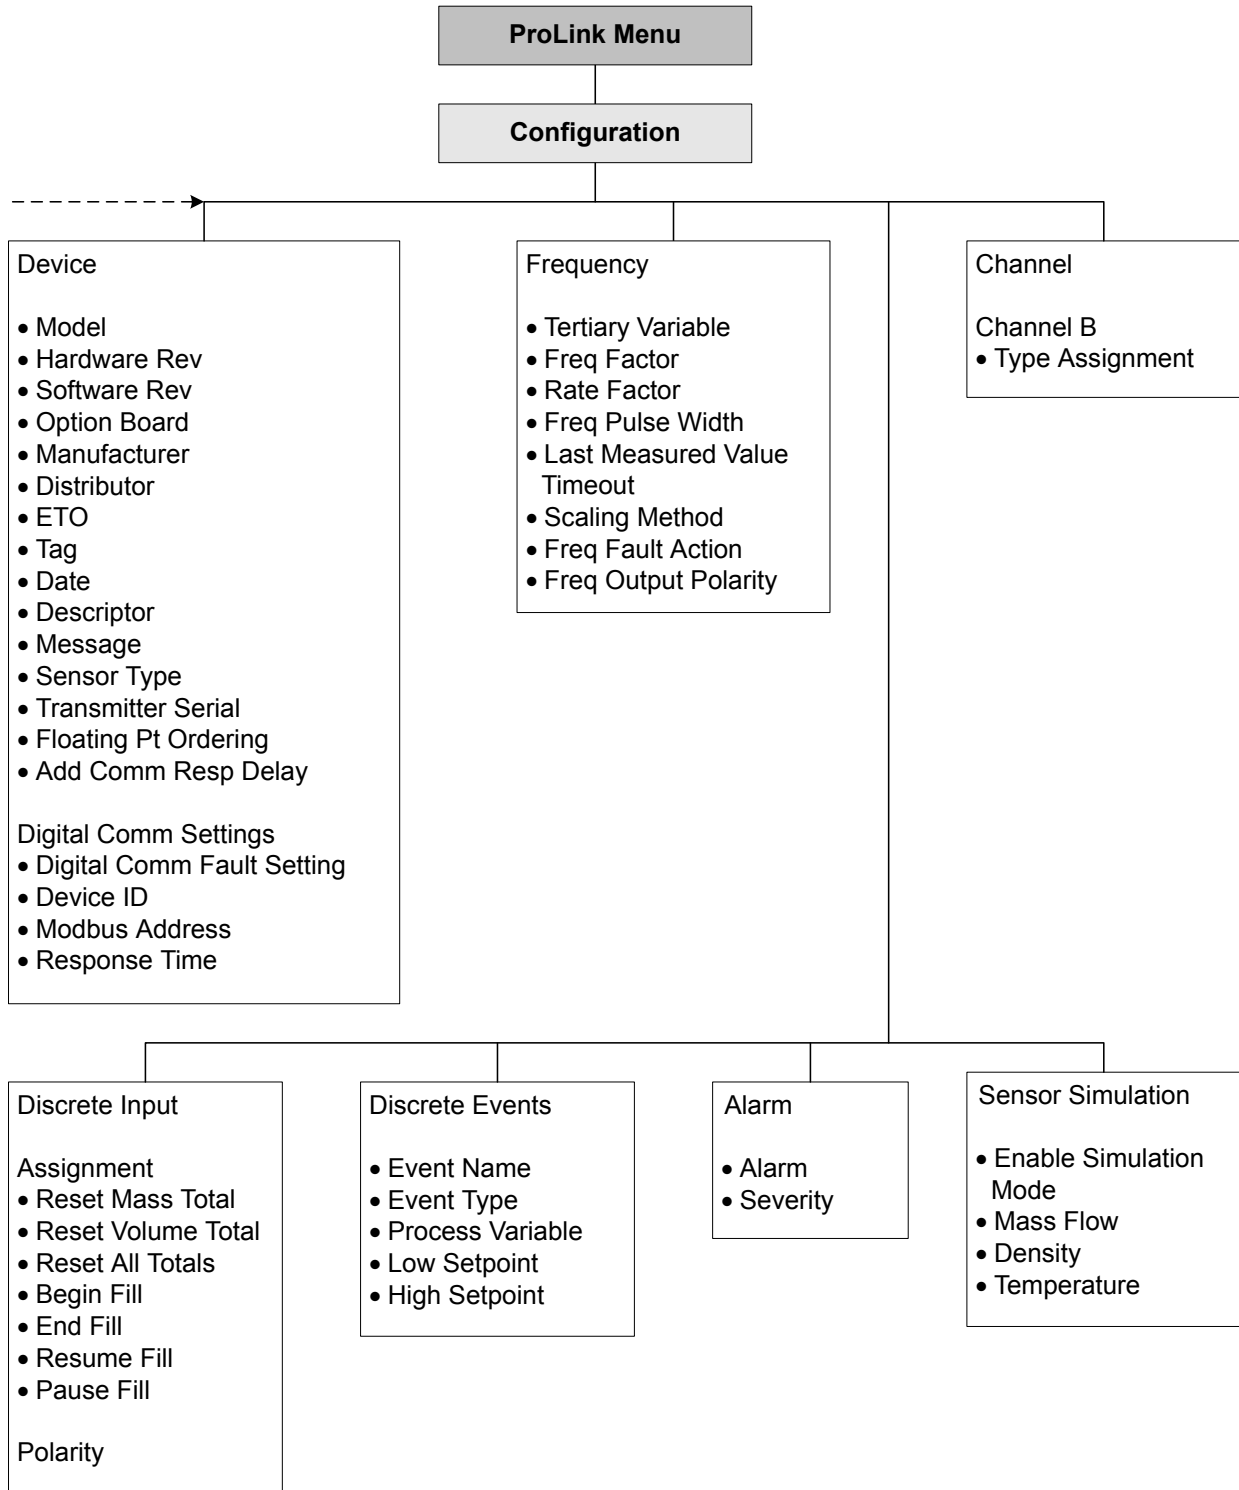 ProLink Menu
Configuration
Device
• Model
• Hardware Rev
• Software Rev
• Option Board
• Manufacturer
• Distributor
• ETO
• Tag
• Date
• Descriptor
• Message
• Sensor Type
• Transmitter Serial
• Floating Pt Ordering
• Add Comm Resp Delay
Digital Comm Settings
• Digital Comm Fault Setting
• Device ID
• Modbus Address
• Response Time
Frequency
• Tertiary Variable
• Freq Factor
• Rate Factor
• Freq Pulse Width
• Last Measured Value
Timeout
• Scaling Method
• Freq Fault Action
• Freq Output Polarity
Channel
Channel B
• Type Assignment
Discrete Input
Assignment
• Reset Mass Total
• Reset Volume Total
• Reset All Totals
• Begin Fill
• End Fill
• Resume Fill
• Pause Fill
Polarity
Discrete Events
• Event Name
• Event Type
• Process Variable
• Low Setpoint
• High Setpoint
Alarm
• Alarm
• Severity
Sensor Simulation
• Enable Simulation
Mode
• Mass Flow
• Density
• Temperature